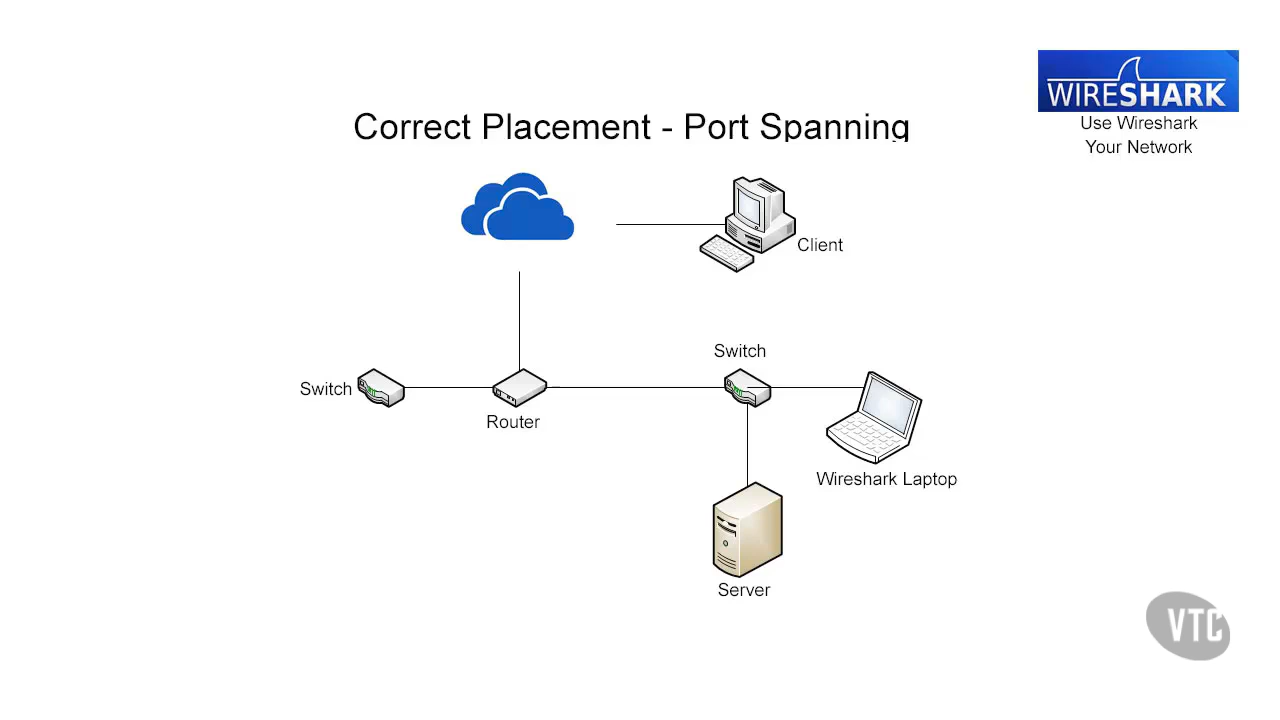 WIRESHARK
Use Wireshark
Your Network
Correct Placement - Port Spanning
Client
Switch
Switch
Router
Wireshark Laptop
Server
VTC